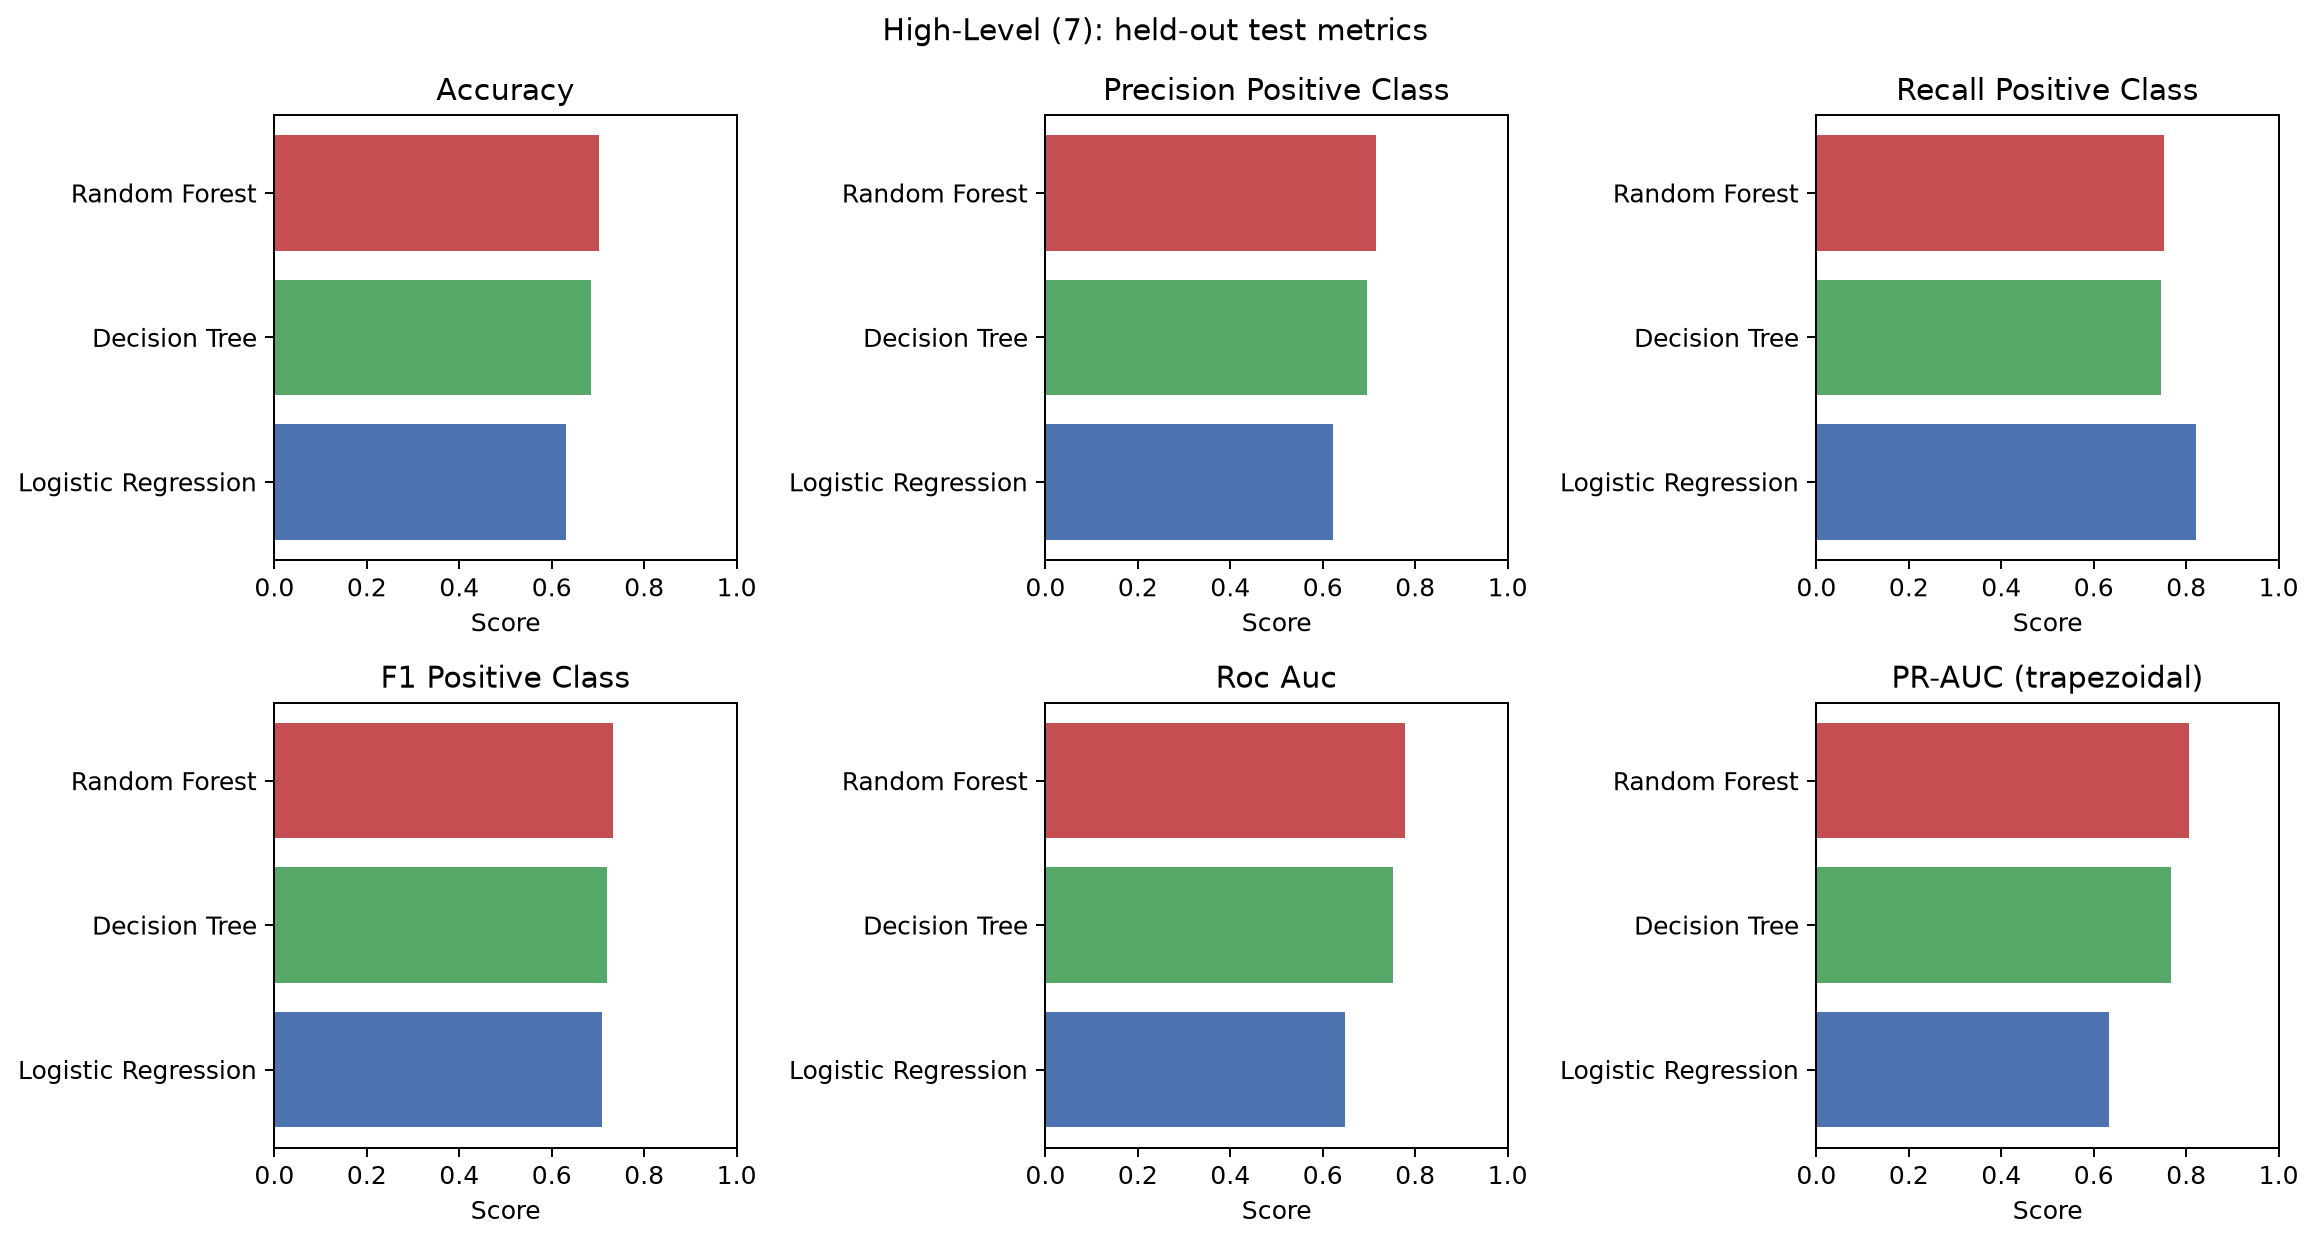 High-Level (7): held-out test metrics
Accuracy
Random Forest
Decision Tree
Logistic Regression
0.0 0.2 0.4 0.6 0.8 1.0
Score
Precision Positive Class
Random Forest
Decision Tree
Logistic Regression
0.0 0.2 0.4 0.6 0.8 1.0
Score
Recall Positive Class
Random Forest
Decision Tree
Logistic Regression
0.0 0.2 0.4 0.6 0.8 1.0
Score
F1 Positive Class
Random Forest
Decision Tree
Logistic Regression
0.0 0.2 0.4 0.6 0.8 1.0
Score
Roc Auc
Random Forest
Decision Tree
Logistic Regression
0.0 0.2 0.4 0.6 0.8 1.0
Score
PR-AUC (trapezoidal)
Random Forest
Decision Tree
Logistic Regression
0.0 0.2 0.4 0.6 0.8 1.0
Score